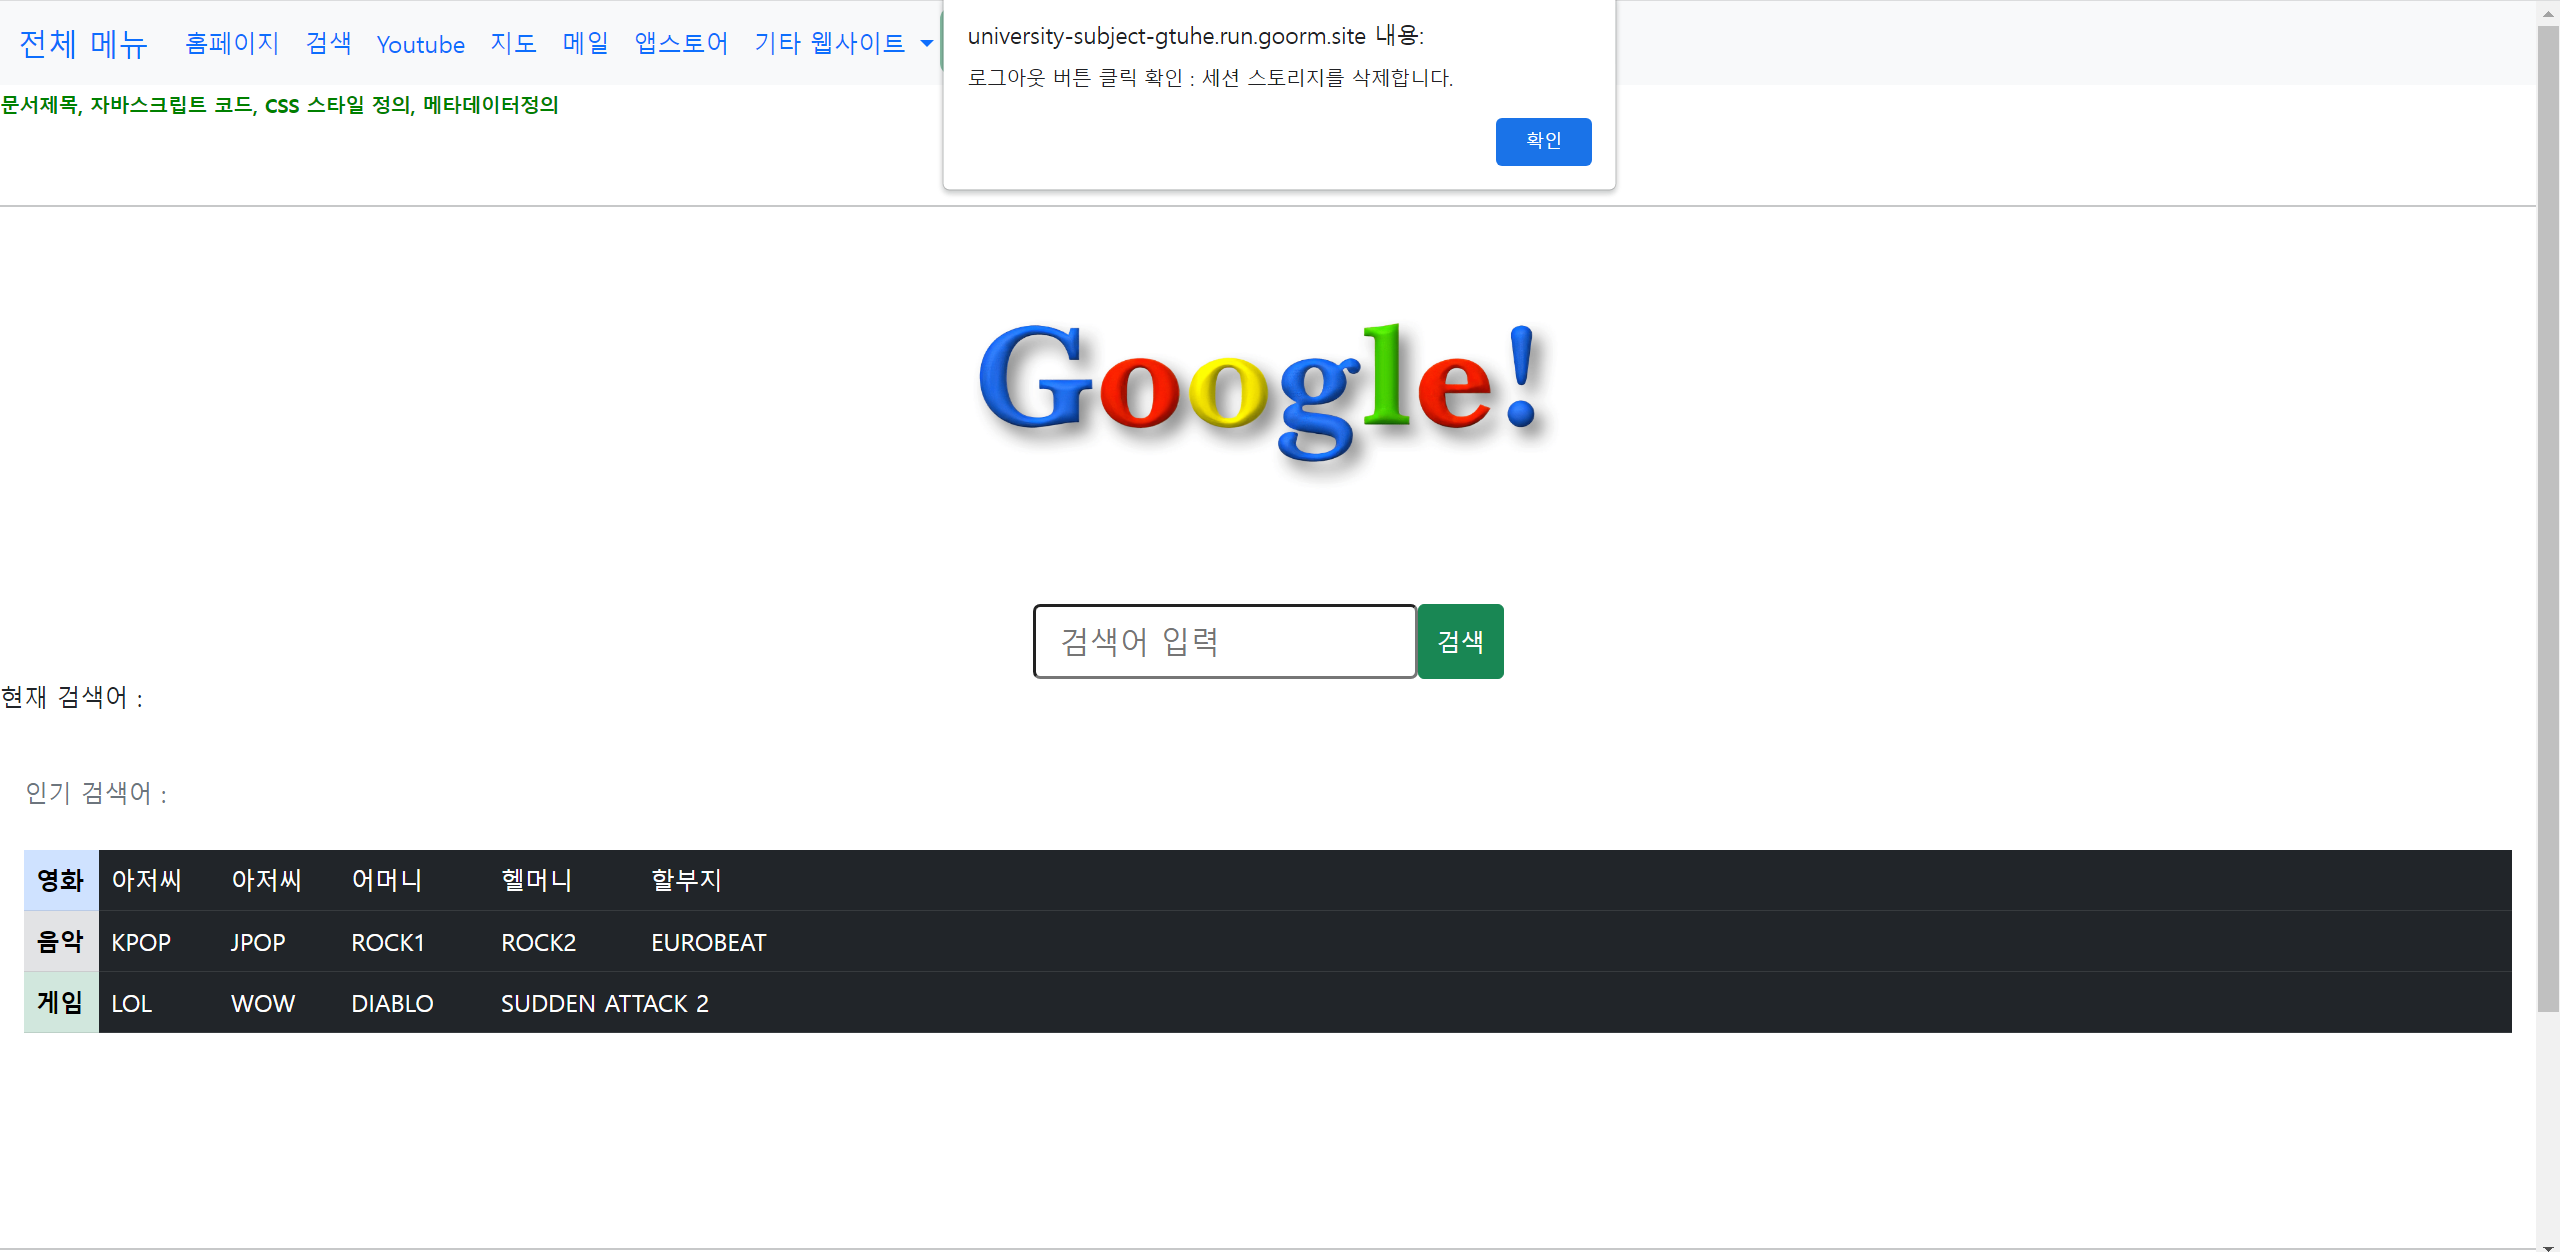 전체 메뉴 홈페이지 검색 Youtube 지도 메일 앱스토어 기타 웹사이트
university-subject-gtuhe.run.goorm.site 내용:
로그아웃 버튼 클릭 확인 : 세션 스토리지를 삭제합니다.
확인
문서제목, 자바스크립트 코드, CSS 스타일 정의, 메타데이터정의
Google!
검색어 입력 검색
현재 검색어 :
인기 검색어 :
영화 아저씨 아저씨 어머니 헬머니 할부지
음악 KPOP JPOP ROCK1 ROCK2 EUROBEAT
게임 LOL WOW DIABLO SUDDEN ATTACK 2